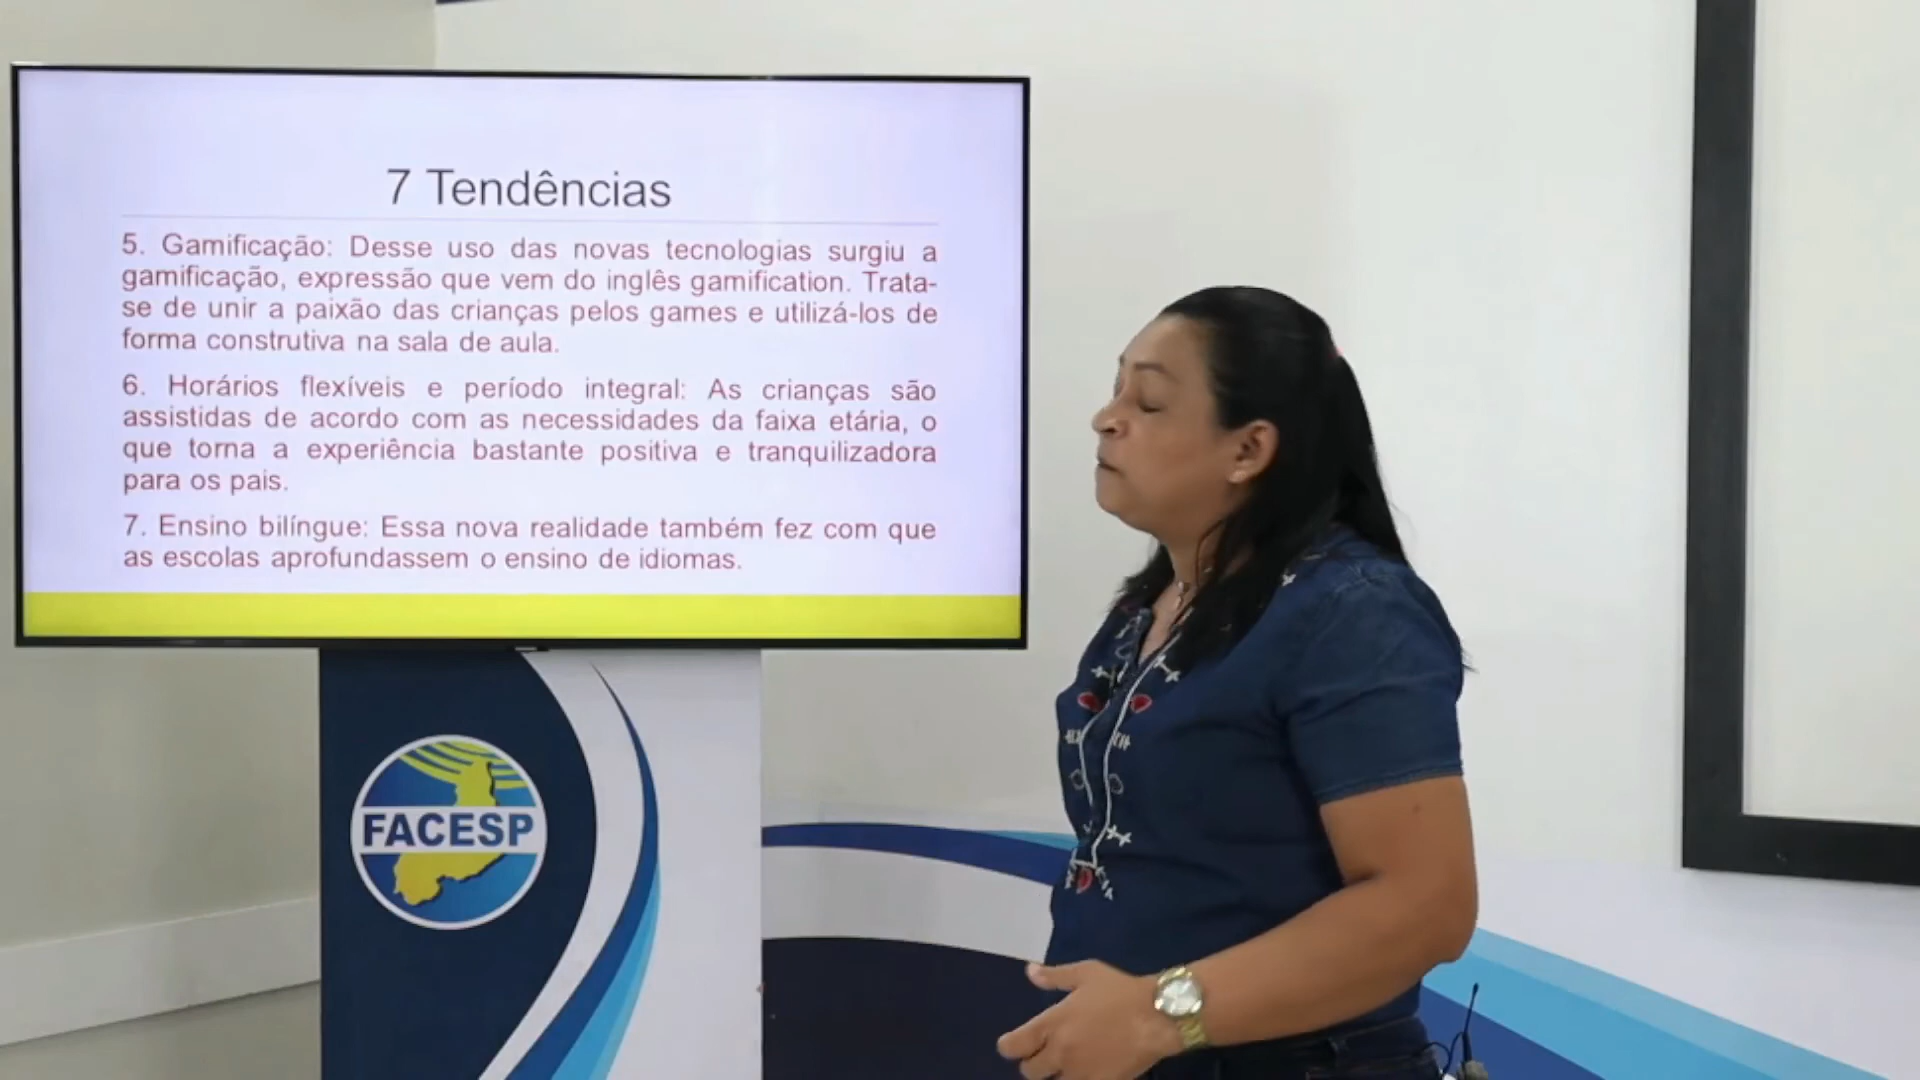 7 Tendências
5. Gamificação: Desse uso das novas tecnologias surgiu a
gamificação, expressão que vem do inglês gamification. Trata-
se de unir a paixão das crianças pelos games e utilizá-los de
forma construtiva na sala de aula.
6. Horários flexíveis e período integral: As crianças são
assistidas de acordo com as necessidades da faixa etária, o
que torna a experiência bastante positiva e tranquilizadora
para os pais.
7. Ensino bilíngue: Essa nova realidade também fez com que
as escolas aprofundassem o ensino de idiomas.
FACESP